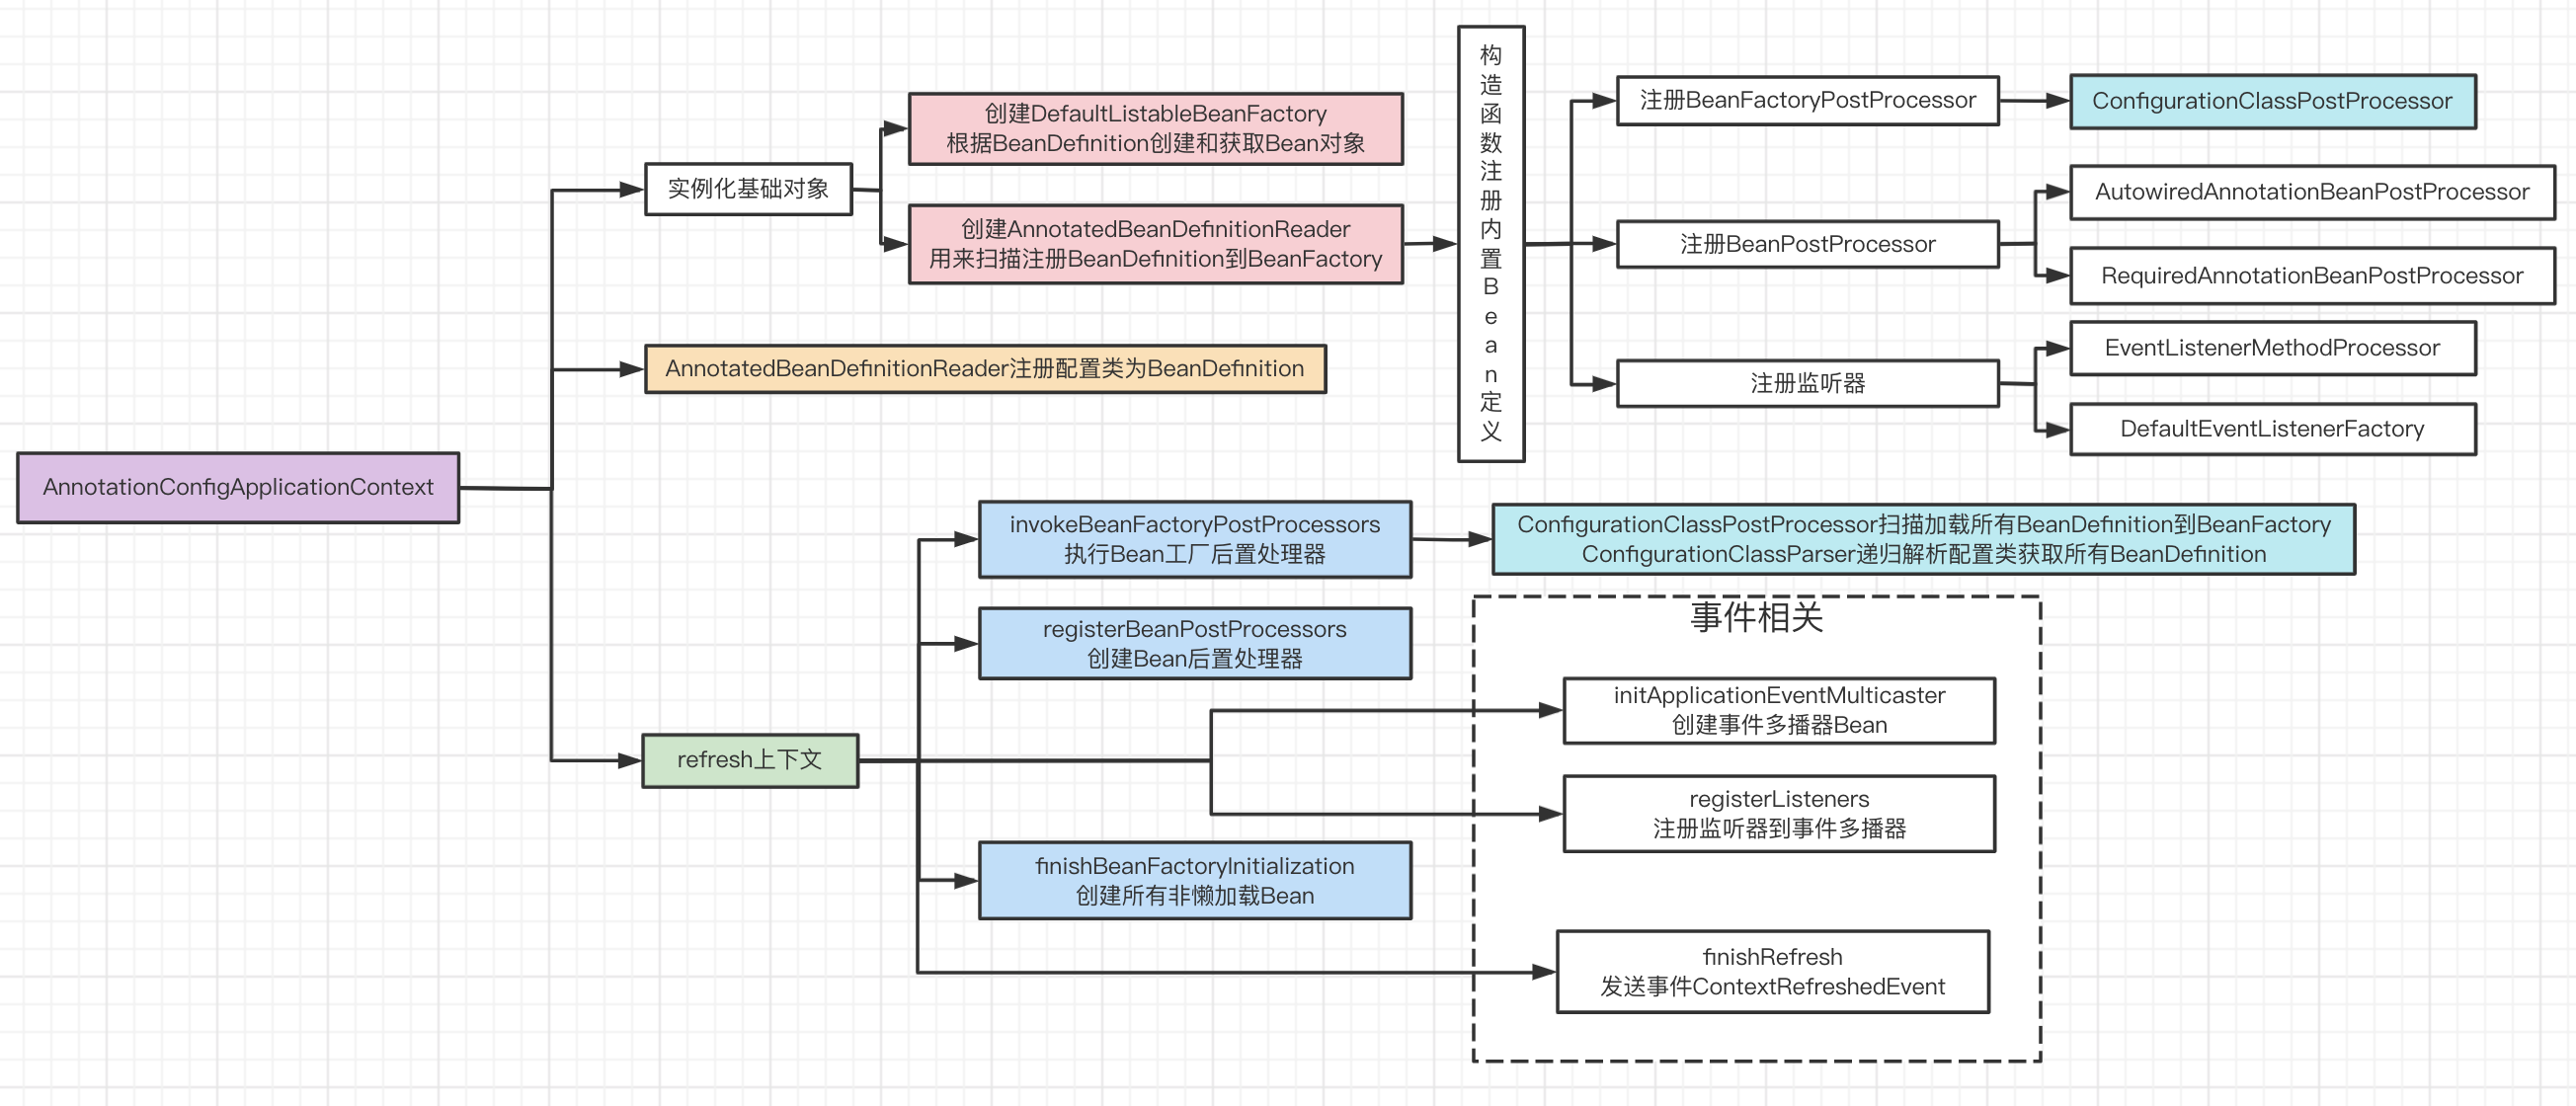 AnnotationConfigApplicationContext
实例化基础对象
创建DefaultListableBeanFactory
根据BeanDefinition创建和获取Bean对象
创建AnnotatedBeanDefinitionReader
用来扫描注册BeanDefinition到BeanFactory
构造函数注册内置Bean定义
注册BeanFactoryPostProcessor
ConfigurationClassPostProcessor
注册BeanPostProcessor
AutowiredAnnotationBeanPostProcessor
RequiredAnnotationBeanPostProcessor
注册监听器
EventListenerMethodProcessor
DefaultEventListenerFactory
AnnotatedBeanDefinitionReader注册配置类为BeanDefinition
refresh上下文
invokeBeanFactoryPostProcessors
执行Bean工厂后置处理器
ConfigurationClassPostProcessor扫描加载所有BeanDefinition到BeanFactory
ConfigurationClassParser递归解析配置类获取所有BeanDefinition
registerBeanPostProcessors
创建Bean后置处理器
事件相关
initApplicationEventMulticaster
创建事件多播器Bean
registerListeners
注册监听器到事件多播器
finishBeanFactoryInitialization
创建所有非懒加载Bean
finishRefresh
发送事件ContextRefreshedEvent